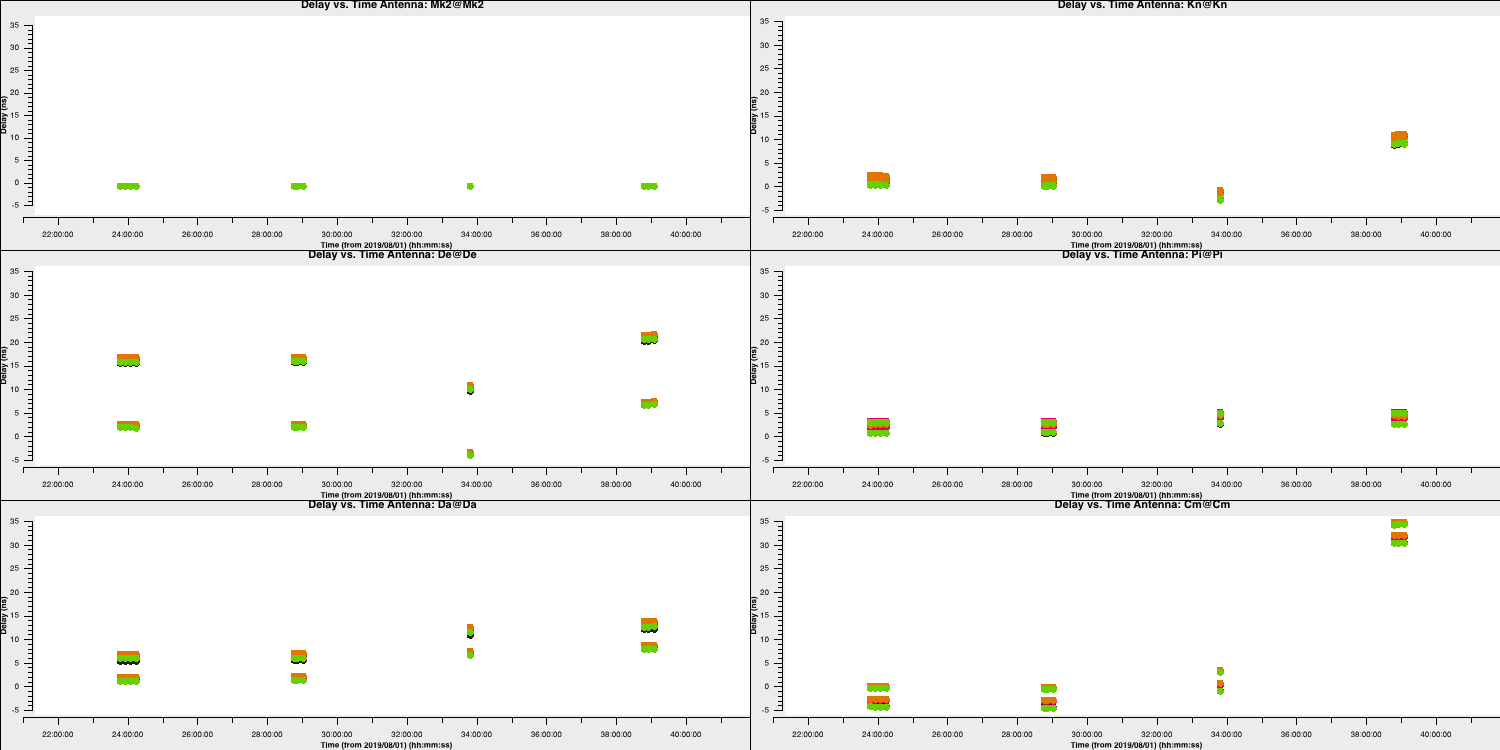 Delay vs. Time Antenna: Mk2@Mk2
35
30
25
20
15
10
5
0
-5
Delay (ns)
22:00:00 24:00:00 26:00:00 28:00:00 30:00:00 32:00:00 34:00:00 36:00:00 38:00:00 40:00:00
Time (from 2019/08/01) (hh:mm:ss)
Delay vs. Time Antenna: Kn@Kn
35
30
25
20
15
10
5
0
-5
Delay (ns)
22:00:00 24:00:00 26:00:00 28:00:00 30:00:00 32:00:00 34:00:00 36:00:00 38:00:00 40:00:00
Time (from 2019/08/01) (hh:mm:ss)
Delay vs. Time Antenna: De@De
35
30
25
20
15
10
5
0
-5
Delay (ns)
22:00:00 24:00:00 26:00:00 28:00:00 30:00:00 32:00:00 34:00:00 36:00:00 38:00:00 40:00:00
Time (from 2019/08/01) (hh:mm:ss)
Delay vs. Time Antenna: Pi@Pi
35
30
25
20
15
10
5
0
-5
Delay (ns)
22:00:00 24:00:00 26:00:00 28:00:00 30:00:00 32:00:00 34:00:00 36:00:00 38:00:00 40:00:00
Time (from 2019/08/01) (hh:mm:ss)
Delay vs. Time Antenna: Da@Da
35
30
25
20
15
10
5
0
-5
Delay (ns)
22:00:00 24:00:00 26:00:00 28:00:00 30:00:00 32:00:00 34:00:00 36:00:00 38:00:00 40:00:00
Time (from 2019/08/01) (hh:mm:ss)
Delay vs. Time Antenna: Cm@Cm
35
30
25
20
15
10
5
0
-5
Delay (ns)
22:00:00 24:00:00 26:00:00 28:00:00 30:00:00 32:00:00 34:00:00 36:00:00 38:00:00 40:00:00
Time (from 2019/08/01) (hh:mm:ss)